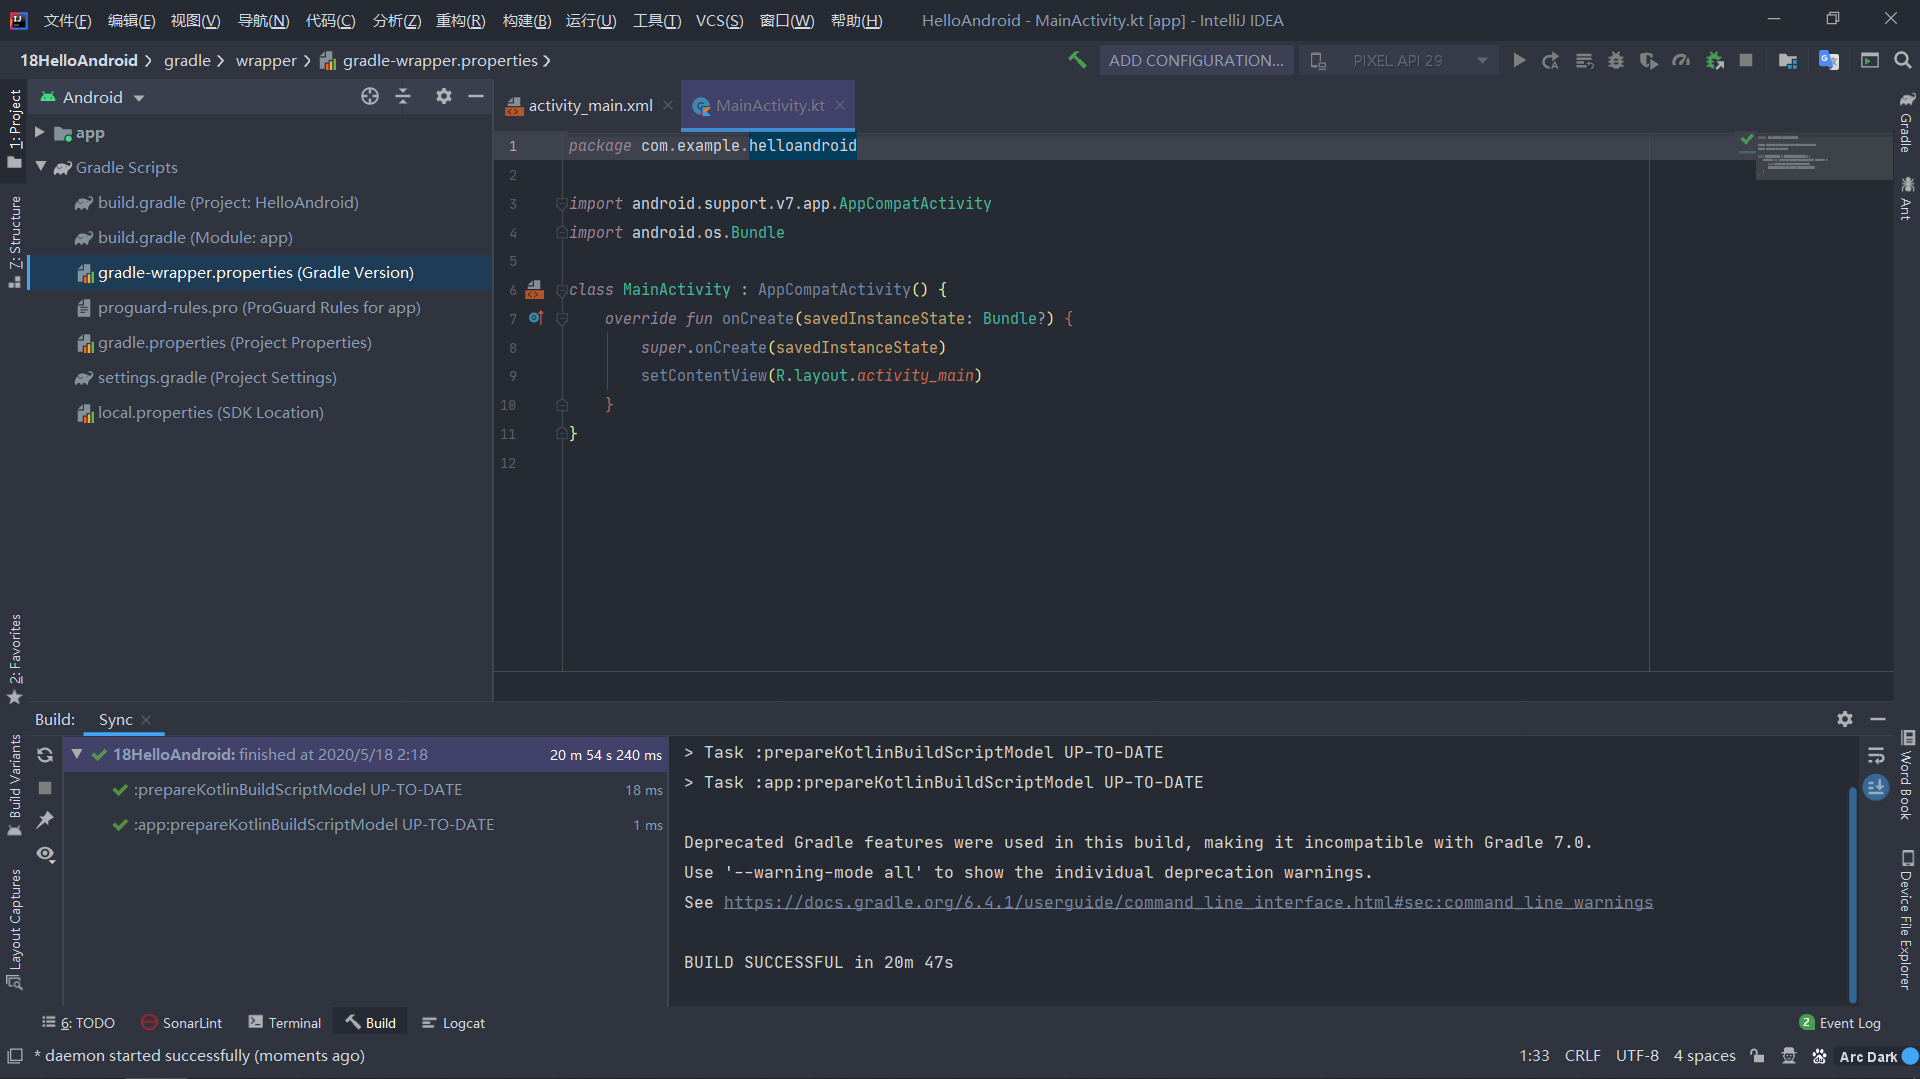 文件(F) 编辑(E) 视图(V) 导航(N) 代码(C) 分析(Z) 重构(R) 构建(B) 运行(U) 工具(T) VCS(S) 窗口(W) 帮助(H) HelloAndroid - MainActivity.kt [app] - IntelliJ IDEA
18HelloAndroid gradle wrapper gradle-wrapper.properties
ADD CONFIGURATION... PIXEL API 29
1: Project
Z: Structure
2: Favorites
Build Variants
Layout Captures
Android
app
Gradle Scripts
build.gradle (Project: HelloAndroid)
build.gradle (Module: app)
gradle-wrapper.properties (Gradle Version)
proguard-rules.pro (ProGuard Rules for app)
gradle.properties (Project Properties)
settings.gradle (Project Settings)
local.properties (SDK Location)
activity_main.xml MainActivity.kt
1 package com.example.helloandroid
2
3 import android.support.v7.app.AppCompatActivity
4 import android.os.Bundle
5
6 class MainActivity : AppCompatActivity() {
7 override fun onCreate(savedInstanceState: Bundle?) {
8 super.onCreate(savedInstanceState)
9 setContentView(R.layout.activity_main)
10 }
11 }
12
Gradle
Ant
Word Book
Device File Explorer
Build: Sync
18HelloAndroid: finished at 2020/5/18 2:18 20 m 54 s 240 ms
:prepareKotlinBuildScriptModel UP-TO-DATE 18 ms
:app:prepareKotlinBuildScriptModel UP-TO-DATE 1 ms
> Task :prepareKotlinBuildScriptModel UP-TO-DATE
> Task :app:prepareKotlinBuildScriptModel UP-TO-DATE
Deprecated Gradle features were used in this build, making it incompatible with Gradle 7.0.
Use '--warning-mode all' to show the individual deprecation warnings.
See https://docs.gradle.org/6.4.1/userguide/command_line_interface.html#sec:command_line_warnings
BUILD SUCCESSFUL in 20m 47s
6: TODO SonarLint Terminal Build Logcat 2 Event Log
* daemon started successfully (moments ago) 1:33 CRLF UTF-8 4 spaces Arc Dark